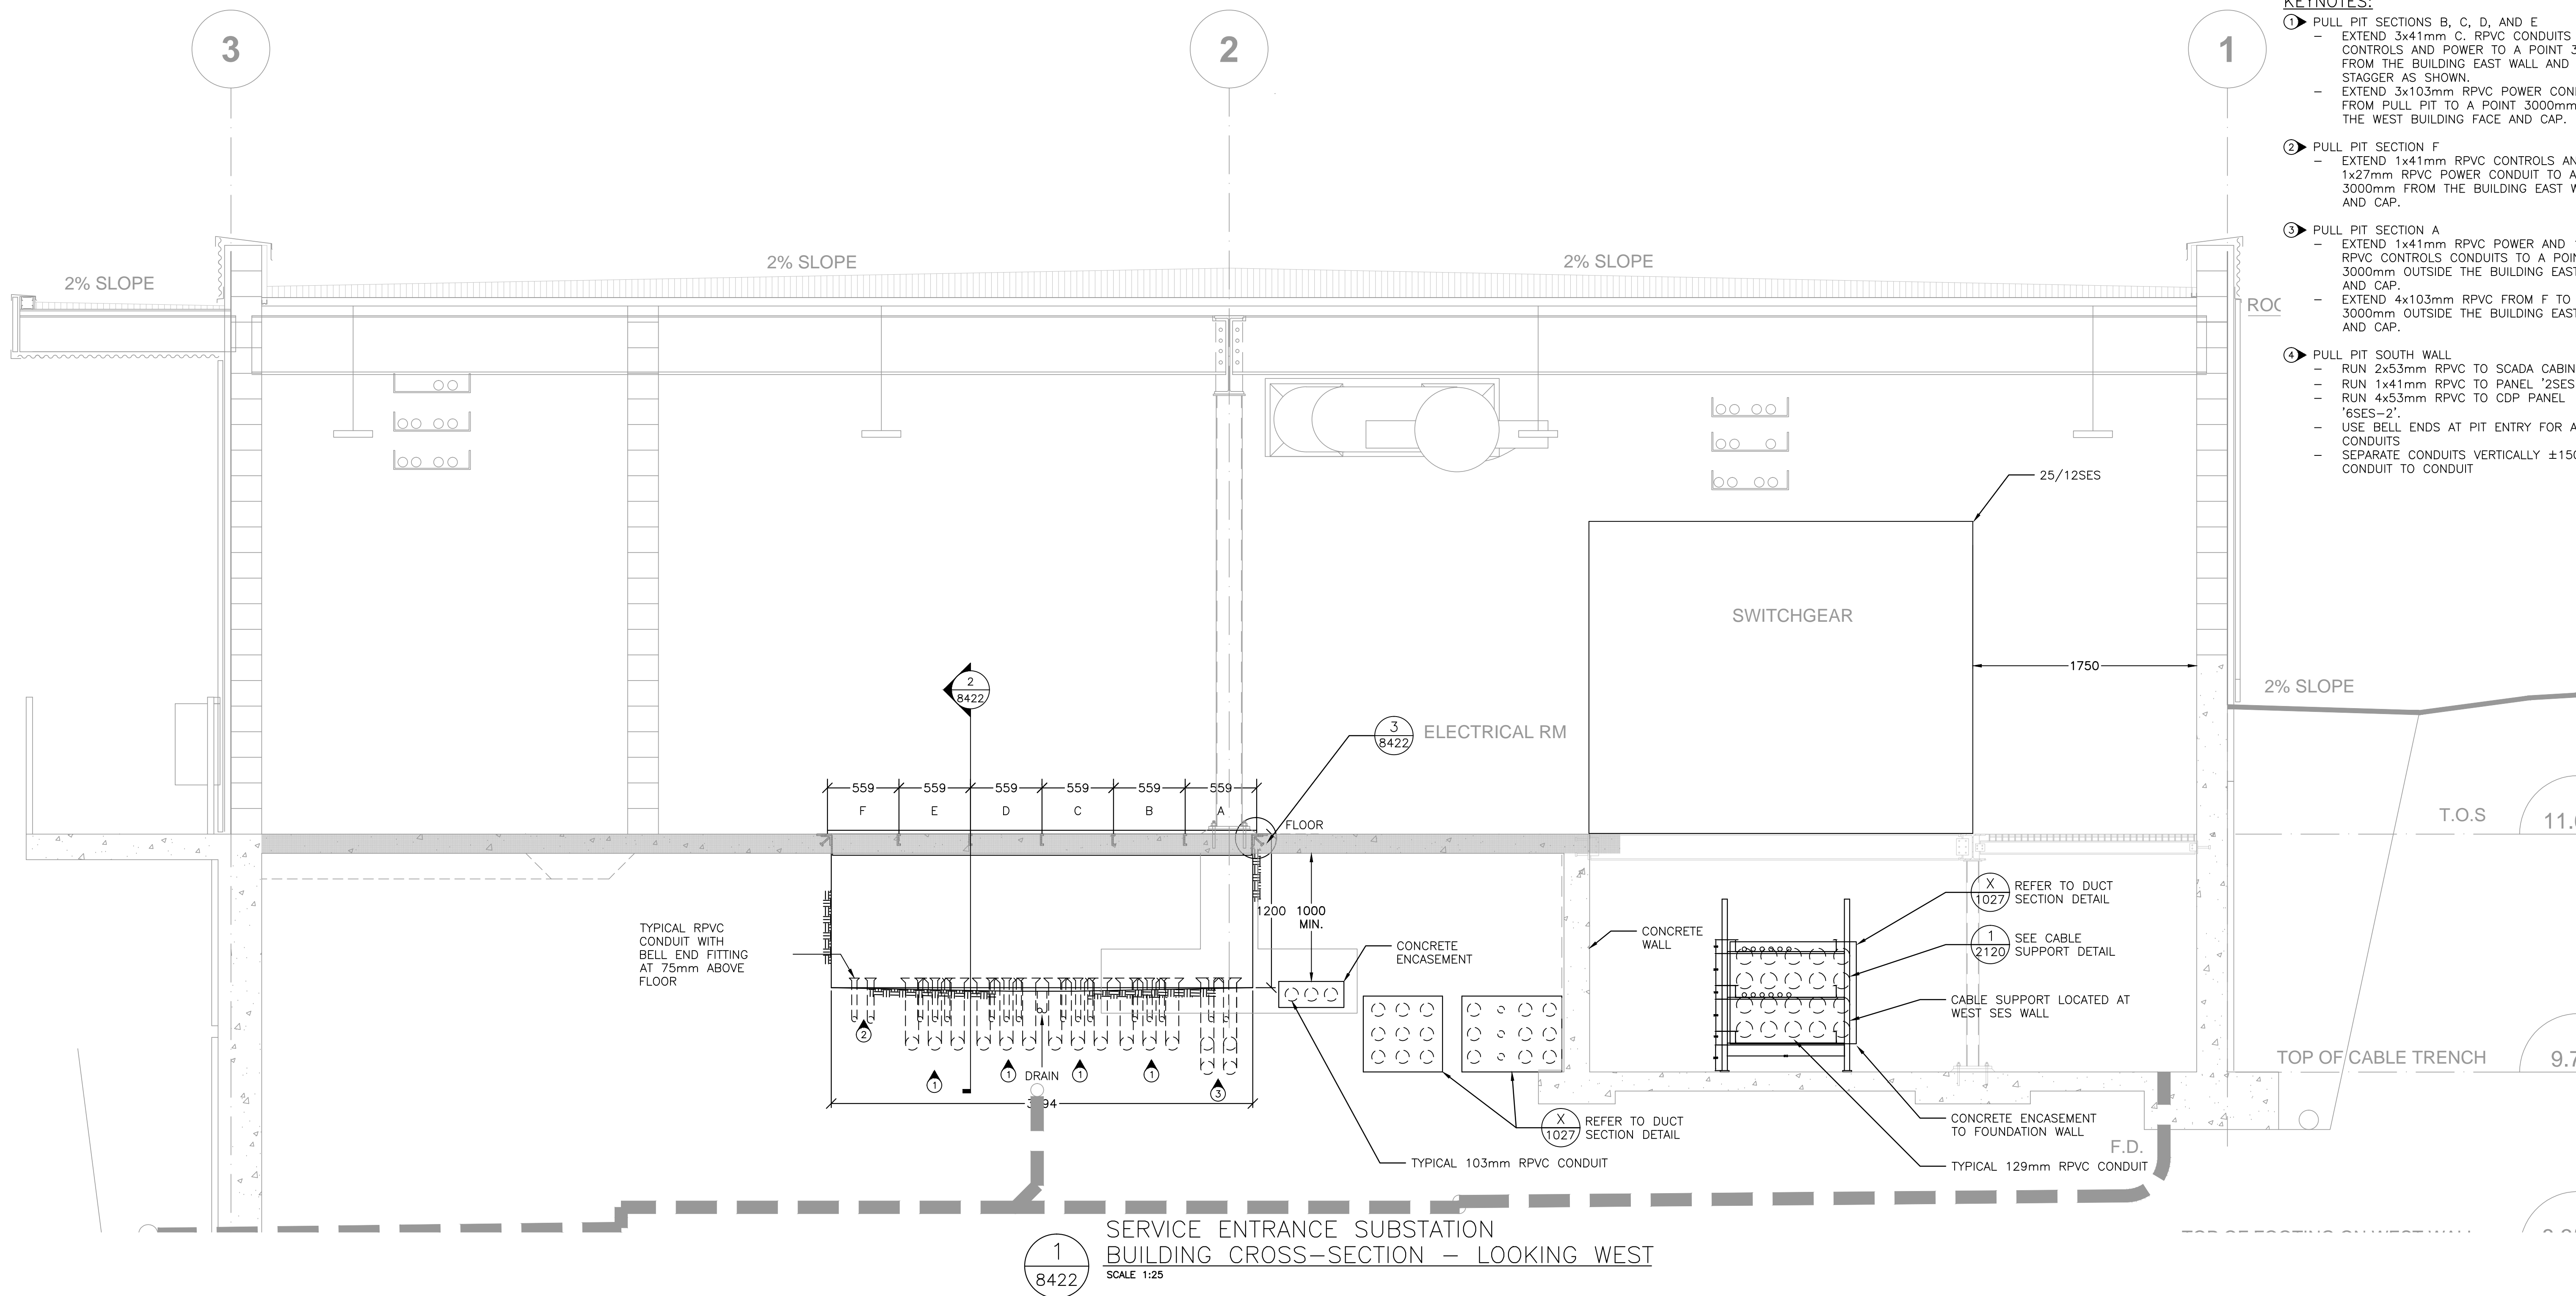 3
2
1
KEYNOTES:
1 PULL PIT SECTIONS B, C, D, AND E
– EXTEND 3x41mm C. RPVC CONDUITS
CONTROLS AND POWER TO A POINT
FROM THE BUILDING EAST WALL AND
STAGGER AS SHOWN.
– EXTEND 3x103mm RPVC POWER
FROM PULL PIT TO A POINT 3000mm
THE WEST BUILDING FACE AND CAP.
2 PULL PIT SECTION F
– EXTEND 1x41mm RPVC CONTROLS
1x27mm RPVC POWER CONDUIT TO
3000mm FROM THE BUILDING EAST
AND CAP.
3 PULL PIT SECTION A
– EXTEND 1x41mm RPVC POWER AND
RPVC CONTROLS CONDUITS TO A
3000mm OUTSIDE THE BUILDING
AND CAP.
– EXTEND 4x103mm RPVC FROM F TO
3000mm OUTSIDE THE BUILDING
AND CAP.
4 PULL PIT SOUTH WALL
– RUN 2x53mm RPVC TO SCADA
– RUN 1x41mm RPVC TO PANEL '2SES
– RUN 4x53mm RPVC TO CDP PANEL
'6SES–2'.
– USE BELL ENDS AT PIT ENTRY FOR
CONDUITS
– SEPARATE CONDUITS VERTICALLY
CONDUIT TO CONDUIT
2% SLOPE
2% SLOPE
2% SLOPE
25/12SES
SWITCHGEAR
1750
2% SLOPE
2
8422
3
8422
ELECTRICAL RM
559 559 559 559 559 559
F E D C B A
FLOOR
T.O.S
1200
1000
MIN.
TYPICAL RPVC
CONDUIT WITH
BELL END FITTING
AT 75mm ABOVE
FLOOR
CONCRETE
ENCASEMENT
CONCRETE
WALL
X
1027
REFER TO DUCT
SECTION DETAIL
1
2120
SEE CABLE
SUPPORT DETAIL
CABLE SUPPORT LOCATED AT
WEST SES WALL
2
1
1
1
1
3
DRAIN
TOP OF CABLE TRENCH
X
1027
REFER TO DUCT
SECTION DETAIL
CONCRETE ENCASEMENT
TO FOUNDATION WALL
F.D.
TYPICAL 103mm RPVC CONDUIT
TYPICAL 129mm RPVC CONDUIT
1
8422
SERVICE ENTRANCE SUBSTATION
BUILDING CROSS–SECTION – LOOKING WEST
SCALE 1:25